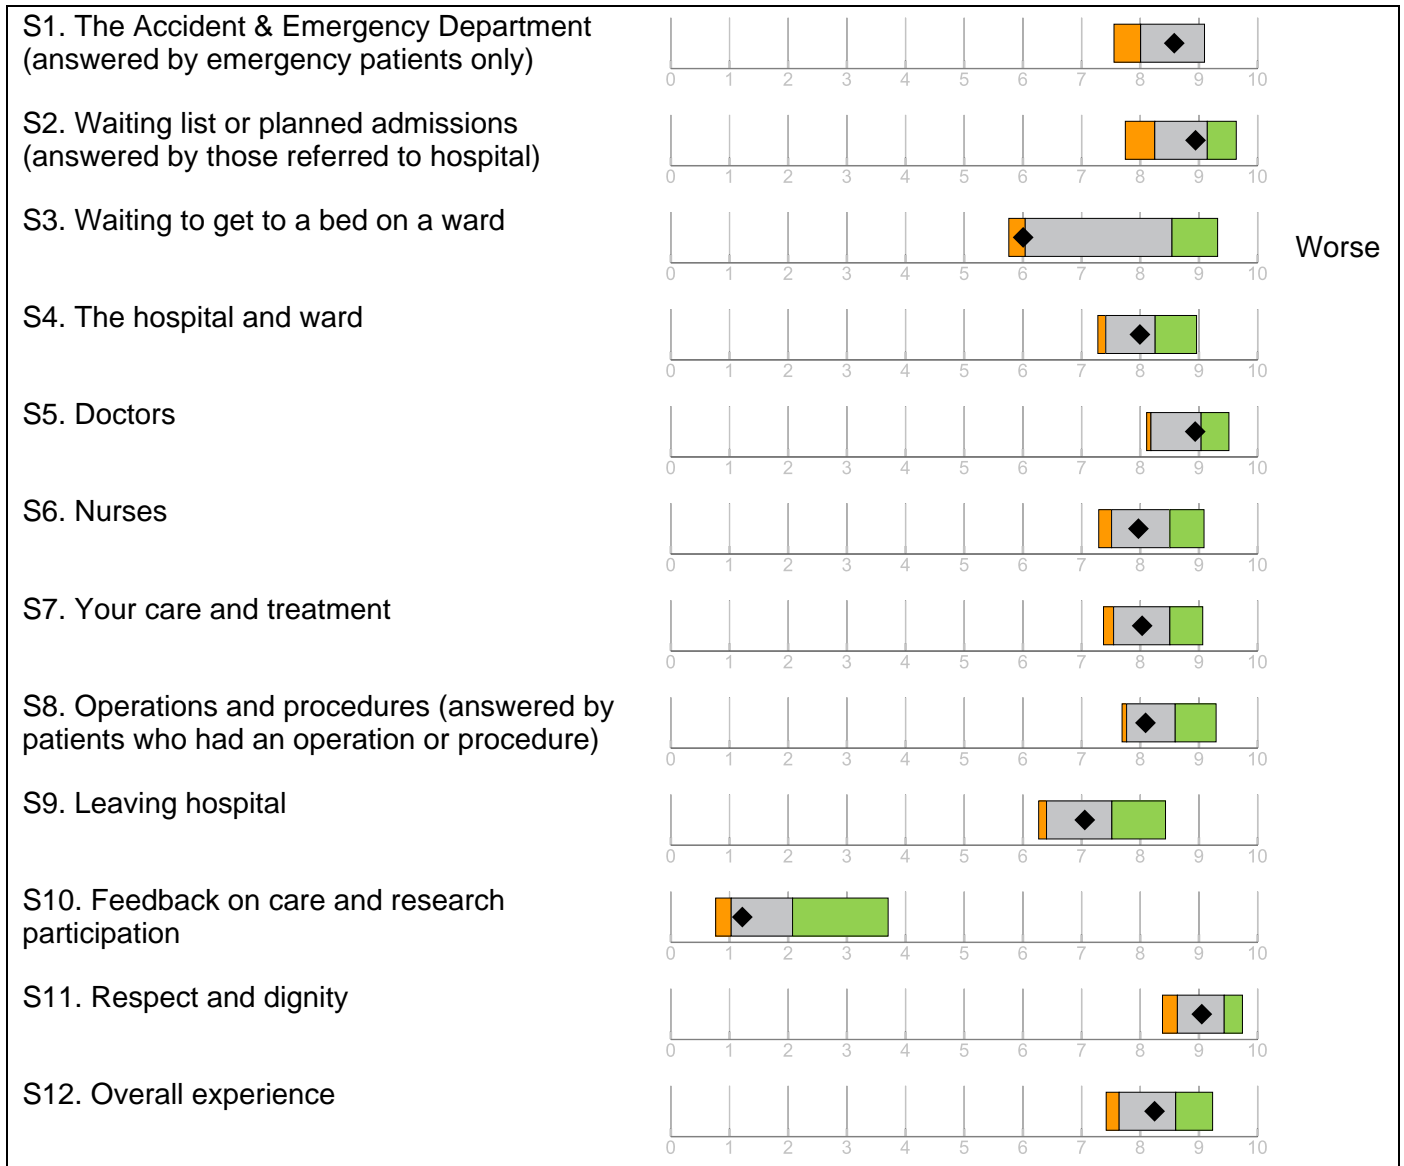 S1. The Accident & Emergency Department
(answered by emergency patients only)
0 1 2 3 4 5 6 7 8 9 10
S2. Waiting list or planned admissions
(answered by those referred to hospital)
0 1 2 3 4 5 6 7 8 9 10
S3. Waiting to get to a bed on a ward
Worse
0 1 2 3 4 5 6 7 8 9 10
S4. The hospital and ward
0 1 2 3 4 5 6 7 8 9 10
S5. Doctors
0 1 2 3 4 5 6 7 8 9 10
S6. Nurses
0 1 2 3 4 5 6 7 8 9 10
S7. Your care and treatment
0 1 2 3 4 5 6 7 8 9 10
S8. Operations and procedures (answered by
patients who had an operation or procedure)
0 1 2 3 4 5 6 7 8 9 10
S9. Leaving hospital
0 1 2 3 4 5 6 7 8 9 10
S10. Feedback on care and research
participation
0 1 2 3 4 5 6 7 8 9 10
S11. Respect and dignity
0 1 2 3 4 5 6 7 8 9 10
S12. Overall experience
0 1 2 3 4 5 6 7 8 9 10